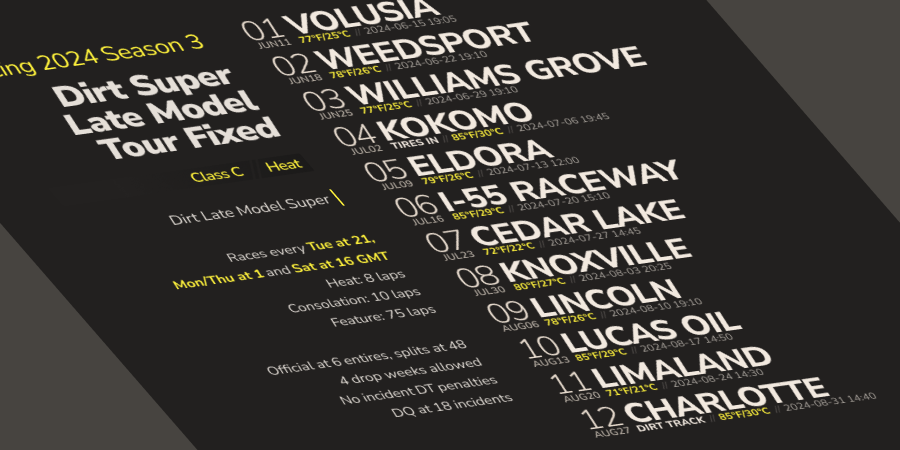 ing 2024 Season 3
Dirt Super
Late Model
Tour Fixed
Class C Heat
Dirt Late Model Super
Races every Tue at 21,
Mon/Thu at 1 and Sat at 16 GMT
Heat: 8 laps
Consolation: 10 laps
Feature: 75 laps
Official at 6 entires, splits at 48
4 drop weeks allowed
No incident DT penalties
DQ at 18 incidents
01 VOLUSIA
JUN11 77°F/25°C // 2024-06-15 19:05
02 WEEDSPORT
JUN18 78°F/26°C // 2024-06-22 19:10
03 WILLIAMS GROVE
JUN25 77°F/25°C // 2024-06-29 19:10
04 KOKOMO
JUL02 TIRES IN // 85°F/30°C // 2024-07-06 19:45
05 ELDORA
JUL09 79°F/26°C // 2024-07-13 12:00
06 I-55 RACEWAY
JUL16 85°F/29°C // 2024-07-20 15:10
07 CEDAR LAKE
JUL23 72°F/22°C // 2024-07-27 14:45
08 KNOXVILLE
JUL30 80°F/27°C // 2024-08-03 20:25
09 LINCOLN
AUG06 78°F/26°C // 2024-08-10 19:10
10 LUCAS OIL
AUG13 85°F/29°C // 2024-08-17 14:50
11 LIMALAND
AUG20 71°F/21°C // 2024-08-24 14:30
12 CHARLOTTE
AUG27 DIRT TRACK // 85°F/30°C // 2024-08-31 14:40